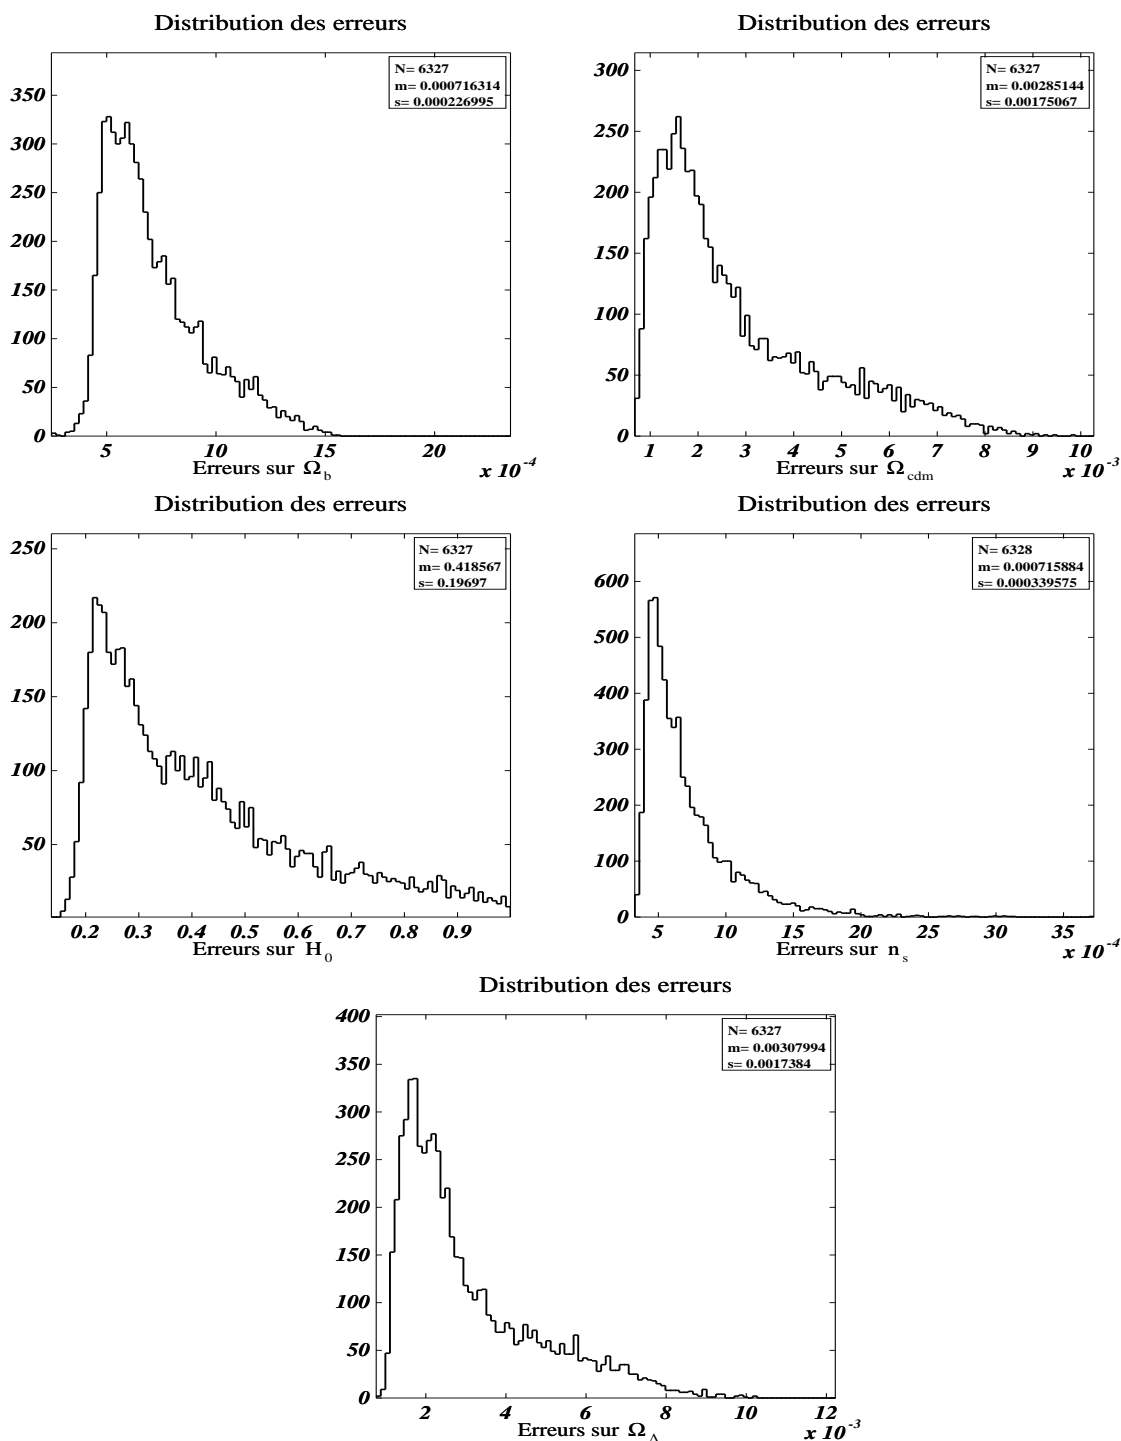 Distribution des erreurs
N= 6327
m= 0.000716314
s= 0.000226995
350
300
250
200
150
100
50
0
5 10 15 20
Erreurs sur Ω_b
x 10^-4
Distribution des erreurs
N= 6327
m= 0.00285144
s= 0.00175067
300
250
200
150
100
50
0
1 2 3 4 5 6 7 8 9 10
Erreurs sur Ω_cdm
x 10^-3
Distribution des erreurs
N= 6327
m= 0.418567
s= 0.19697
250
200
150
100
50
0.2 0.3 0.4 0.5 0.6 0.7 0.8 0.9
Erreurs sur H_0
Distribution des erreurs
N= 6328
m= 0.000715884
s= 0.000339575
600
500
400
300
200
100
0
5 10 15 20 25 30 35
Erreurs sur n_s
x 10^-4
Distribution des erreurs
N= 6327
m= 0.00307994
s= 0.0017384
400
350
300
250
200
150
100
50
0
2 4 6 8 10 12
Erreurs sur Ω_Λ
x 10^-3